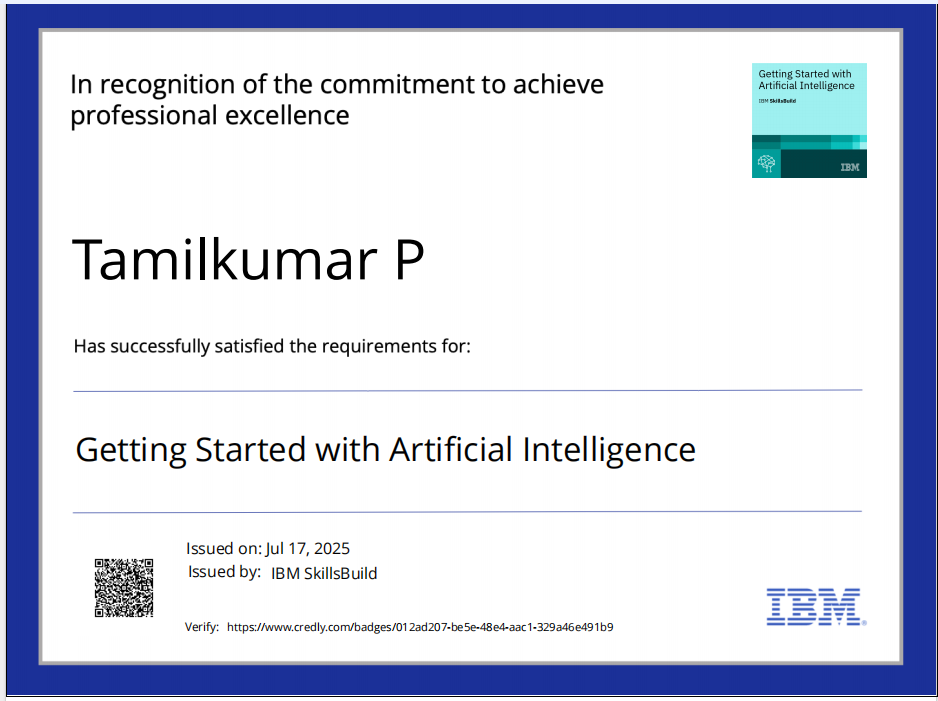 In recognition of the commitment to achieve
professional excellence
Getting Started with
Artificial Intelligence
IBM SkillsBuild
IBM
Tamilkumar P
Has successfully satisfied the requirements for:
Getting Started with Artificial Intelligence
Issued on: Jul 17, 2025
Issued by: IBM SkillsBuild
Verify: https://www.credly.com/badges/012ad207-be5e-48e4-aac1-329a46e491b9
IBM®